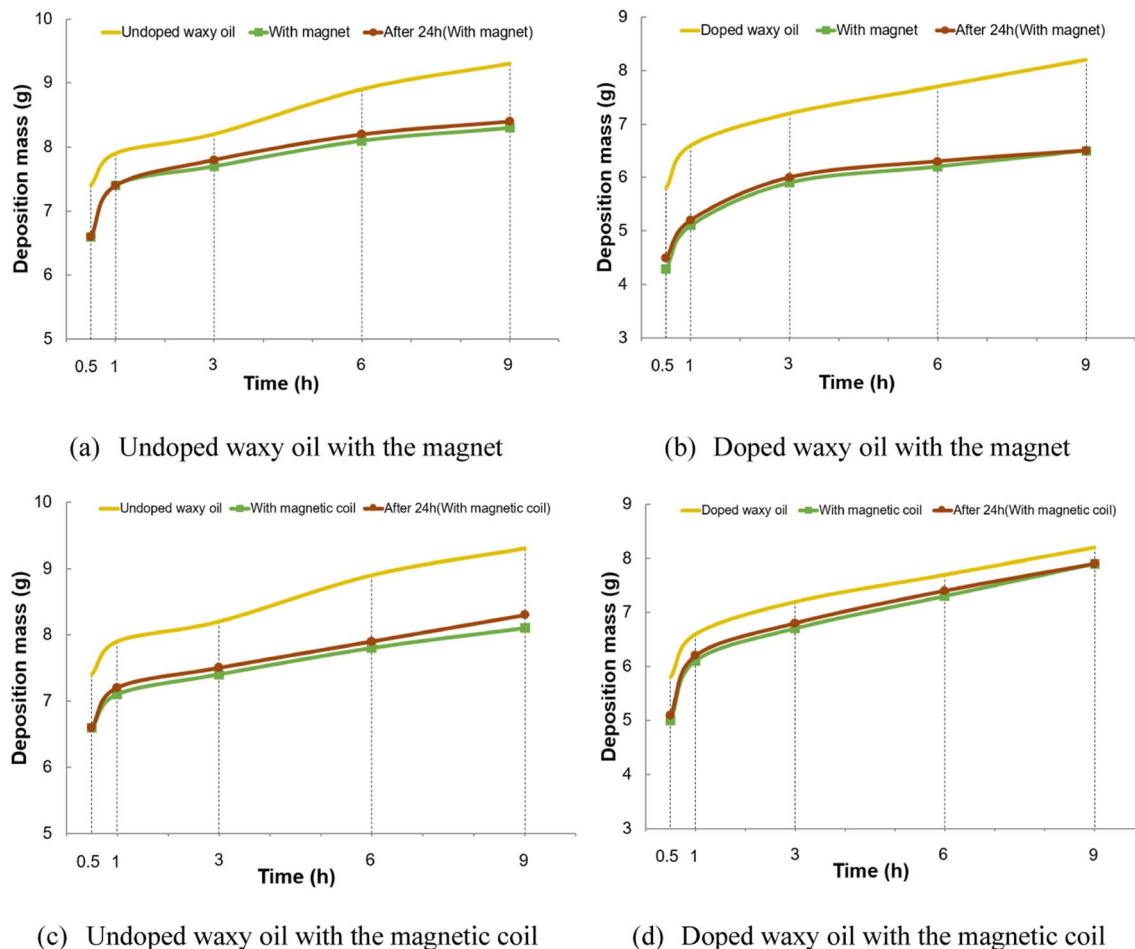 10
Undoped waxy oil With magnet After 24h(With magnet)
9
8
7
6
5
Deposition mass (g)
0.5 1 3 6 9
Time (h)
(a) Undoped waxy oil with the magnet
9
Doped waxy oil With magnet After 24h(With magnet)
8
7
6
5
4
3
Deposition mass (g)
0.5 1 3 6 9
Time (h)
(b) Doped waxy oil with the magnet
10
Undoped waxy oil With magnetic coil After 24h(With magnetic coil)
9
8
7
6
5
Deposition mass (g)
0.5 1 3 6 9
Time (h)
(c) Undoped waxy oil with the magnetic coil
9
Doped waxy oil With magnetic coil After 24h(With magnetic coil)
8
7
6
5
4
3
Deposition mass (g)
0.5 1 3 6 9
Time (h)
(d) Doped waxy oil with the magnetic coil